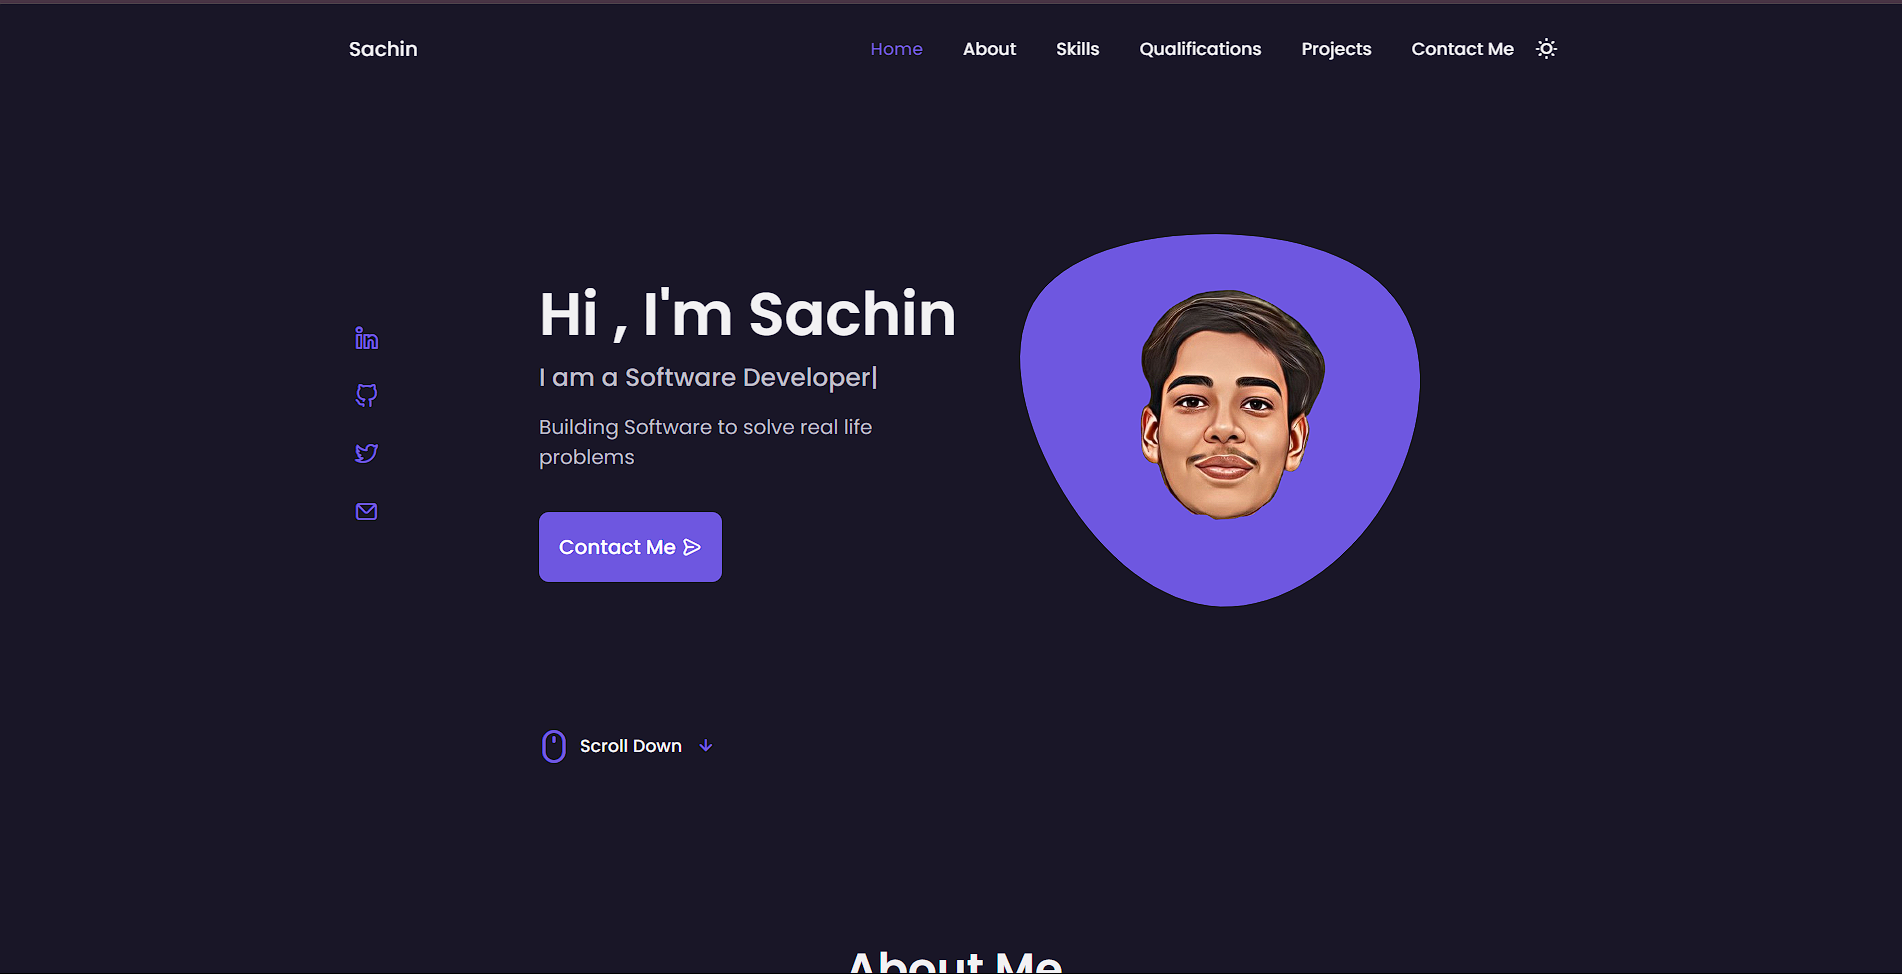 Sachin
Home About Skills Qualifications Projects Contact Me
Hi , I'm Sachin
I am a Software Developer|
Building Software to solve real life
problems
Contact Me
Scroll Down
About Me